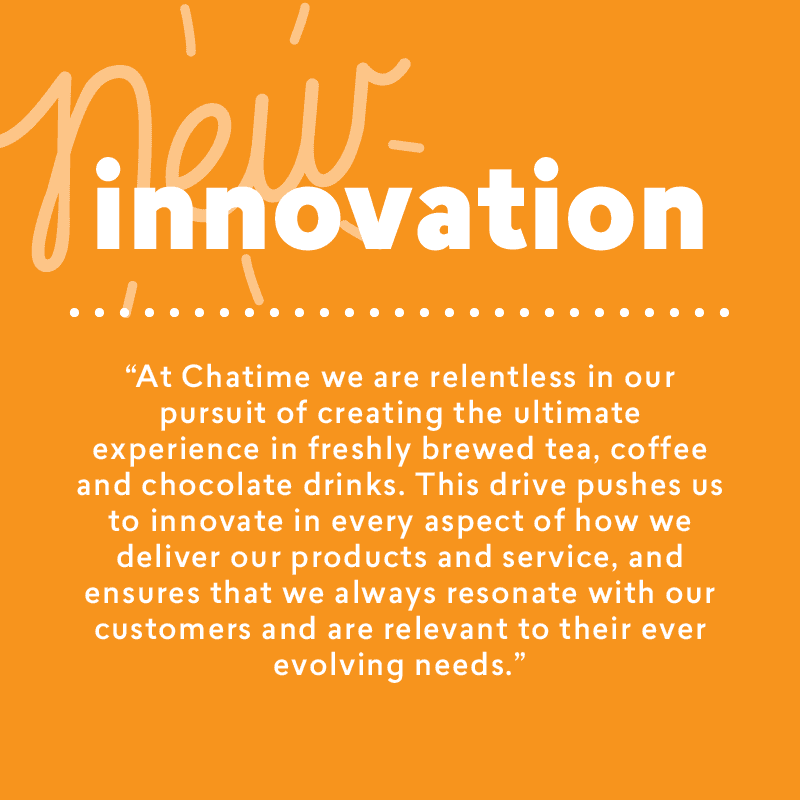 new
innovation
“At Chatime we are relentless in our
pursuit of creating the ultimate
experience in freshly brewed tea, coffee
and chocolate drinks. This drive pushes us
to innovate in every aspect of how we
deliver our products and service, and
ensures that we always resonate with our
customers and are relevant to their ever
evolving needs.”